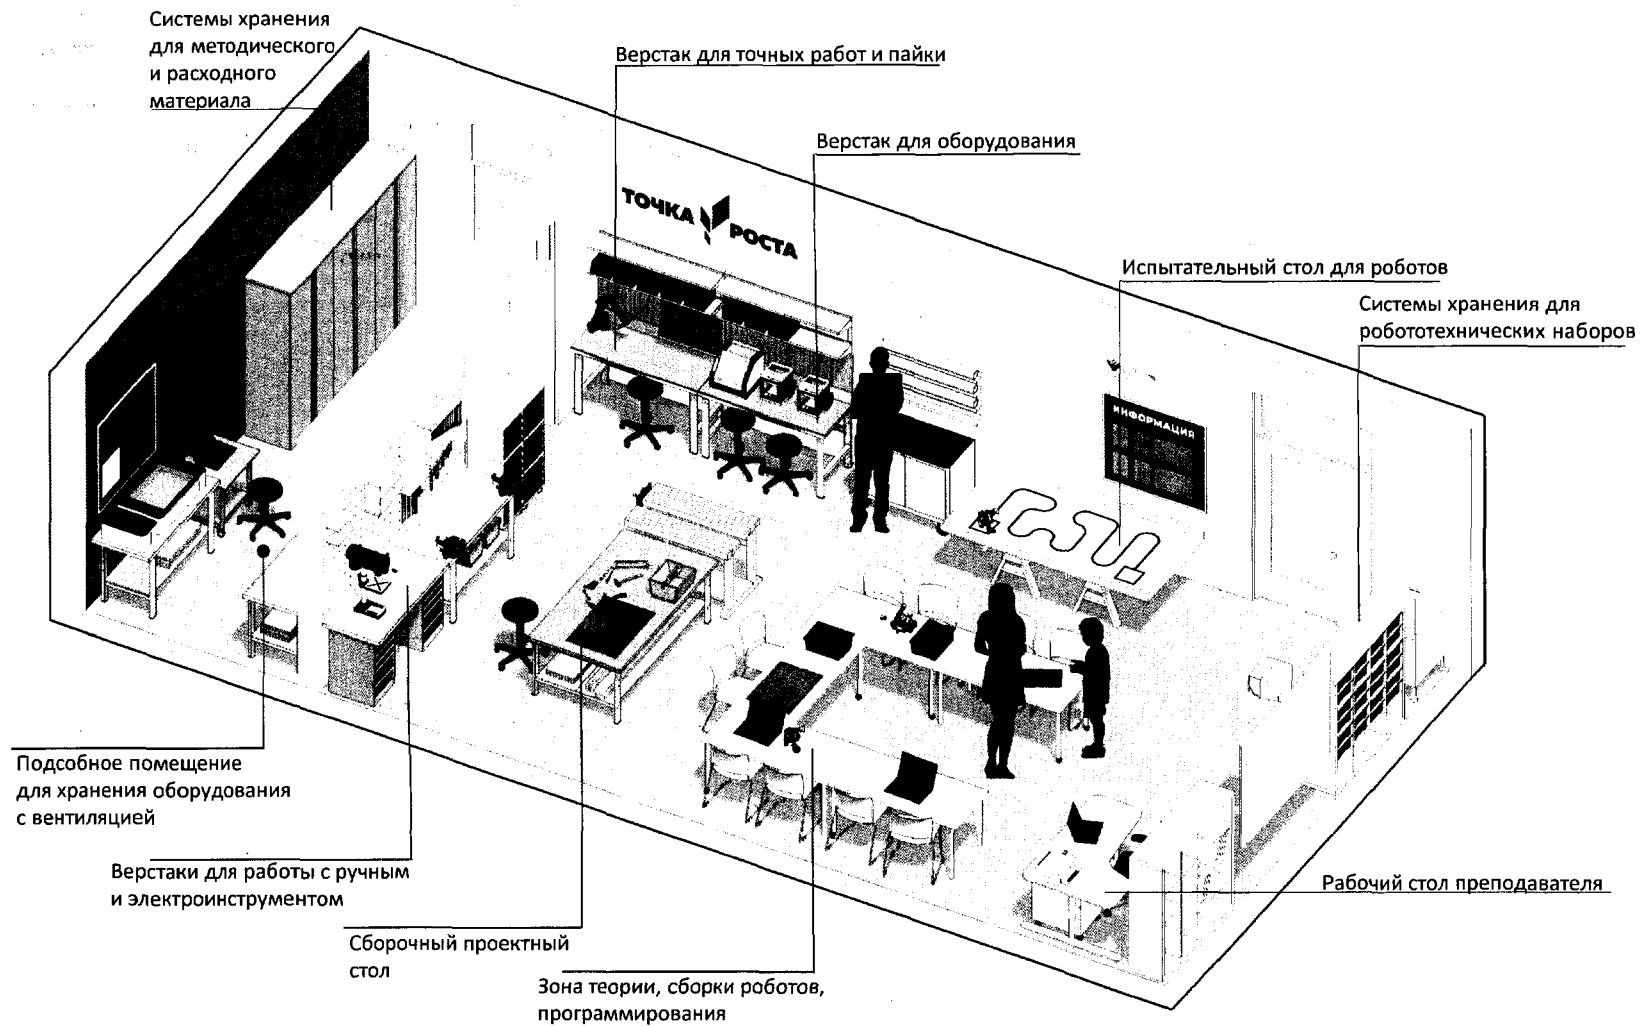 Системы хранения
для методического
и расходного
материала
Верстак для точных работ и пайки
Верстак для оборудования
ТОЧКА
РОСТА
Испытательный стол для роботов
Системы хранения для
робототехнических наборов
ИНФОРМАЦИЯ
Подсобное помещение
для хранения оборудования
с вентиляцией
Верстаки для работы с ручным
и электроинструментом
Рабочий стол преподавателя
Сборочный проектный
стол
Зона теории, сборки роботов,
программирования